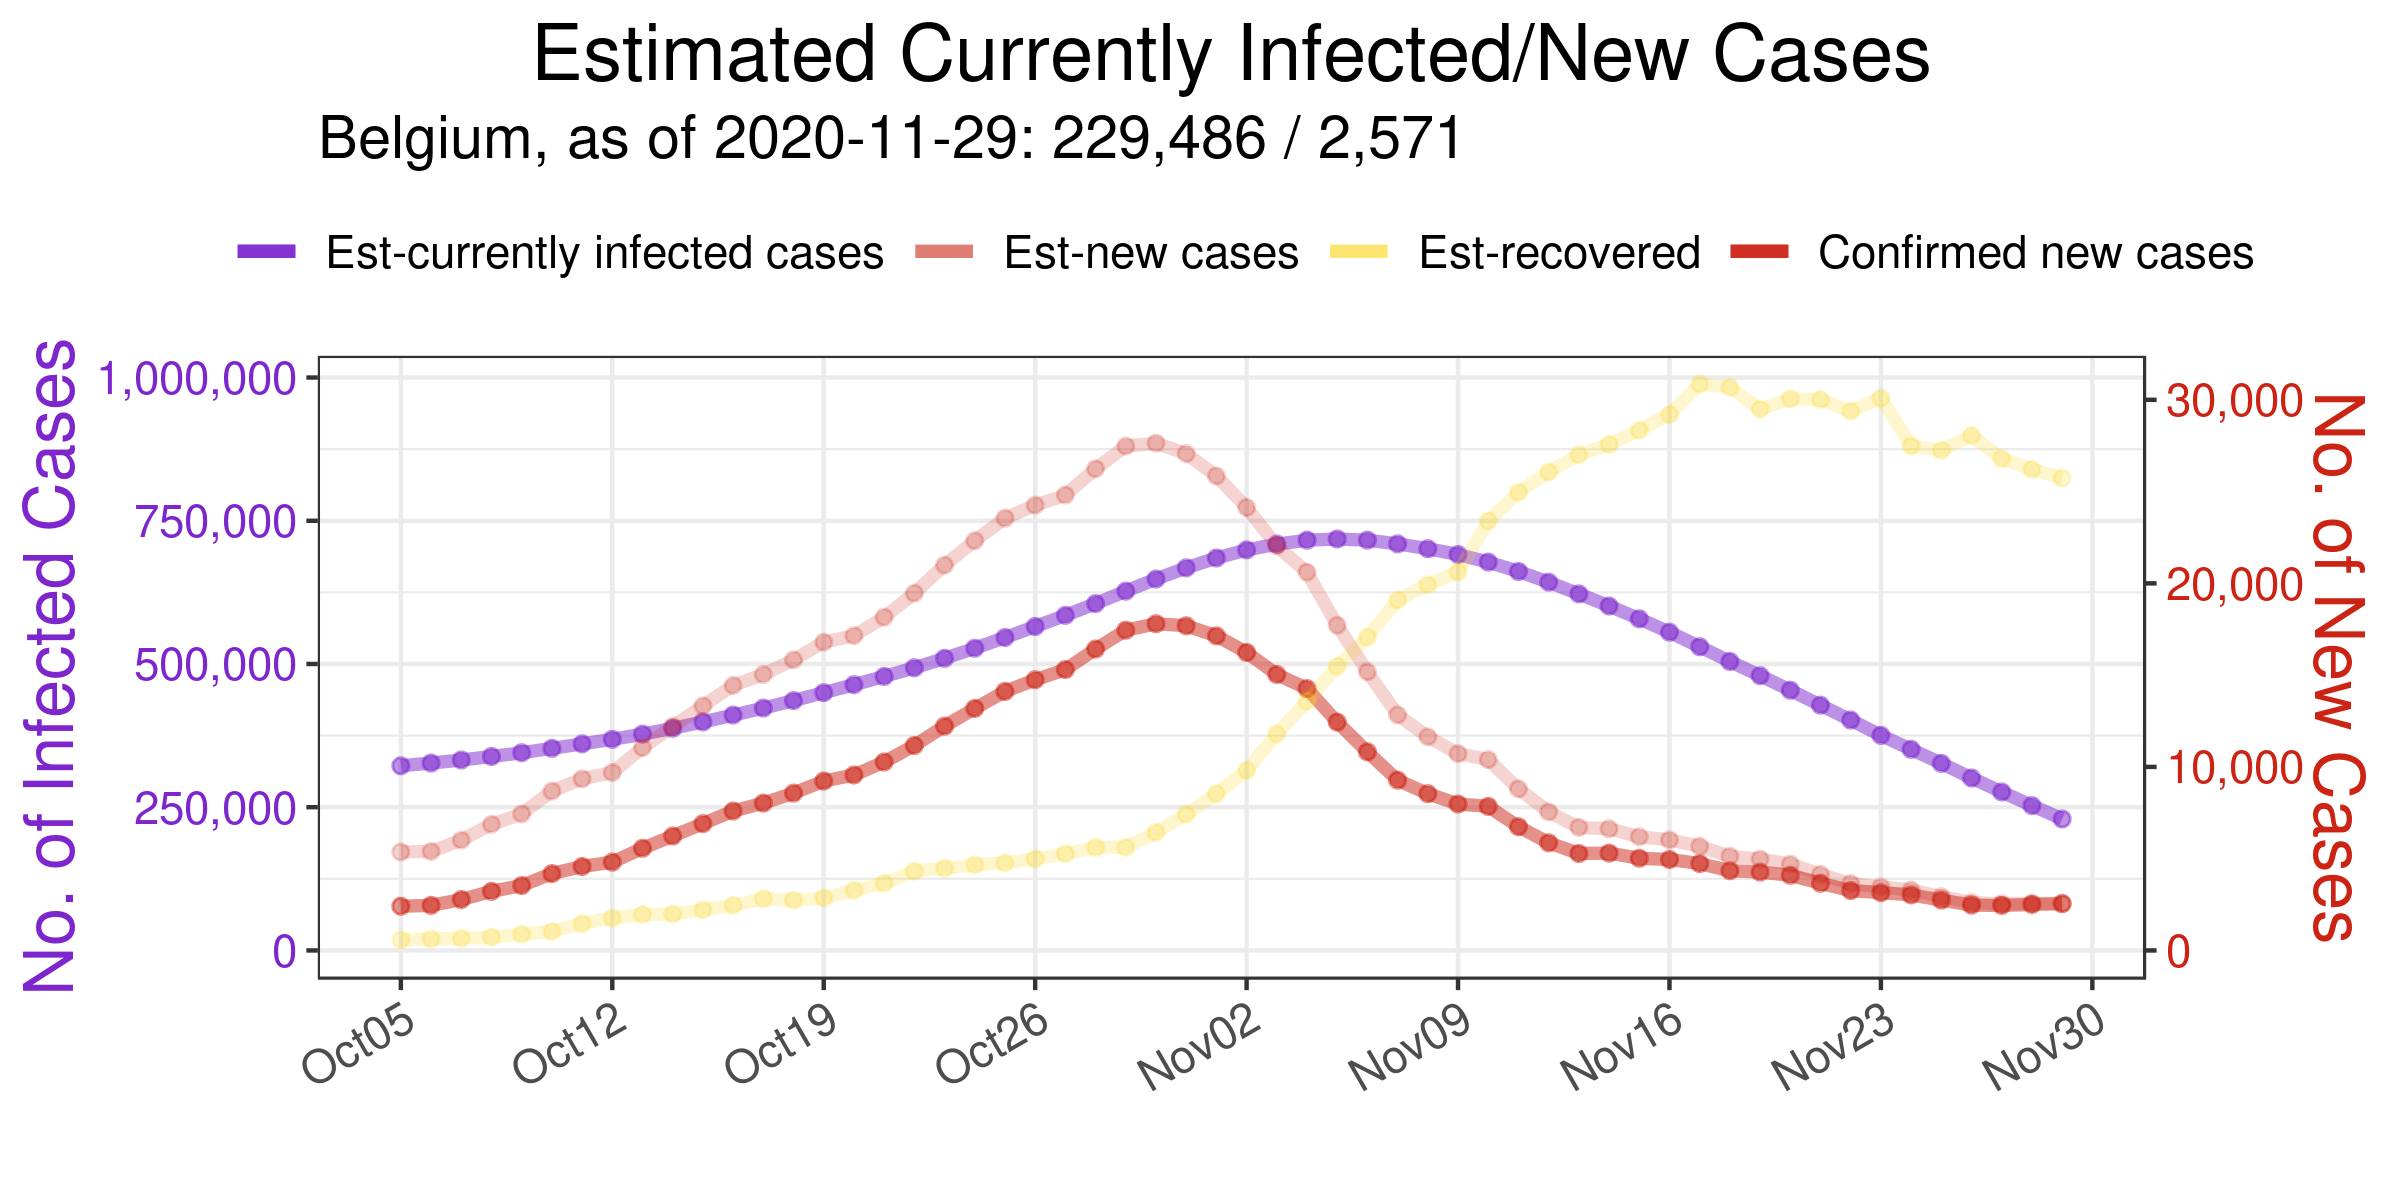 Estimated Currently Infected/New Cases
Belgium, as of 2020-11-29: 229,486 / 2,571
Est-currently infected cases Est-new cases Est-recovered Confirmed new cases
No. of Infected Cases
1,000,000
750,000
500,000
250,000
0
30,000
20,000
10,000
0
No. of New Cases
Oct05 Oct12 Oct19 Oct26 Nov02 Nov09 Nov16 Nov23 Nov30